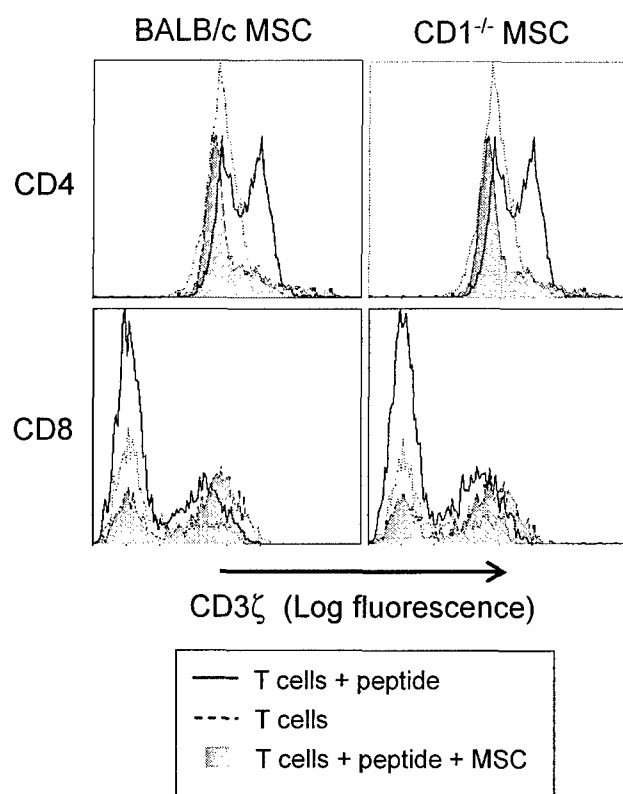 BALB/c MSC CD1⁻/⁻ MSC
CD4
CD8
CD3ζ (Log fluorescence)
T cells + peptide
T cells
T cells + peptide + MSC